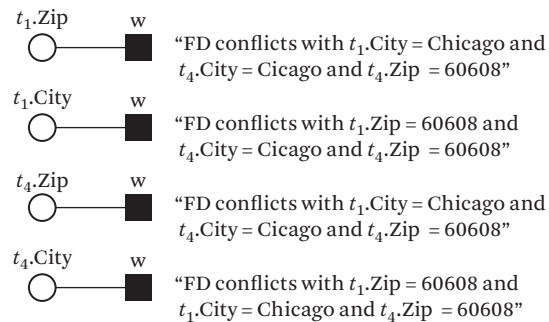 t₁.Zip w
“FD conflicts with t₁.City = Chicago and
t₄.City = Cicago and t₄.Zip = 60608”
t₁.City w
“FD conflicts with t₁.Zip = 60608 and
t₄.City = Cicago and t₄.Zip = 60608”
t₄.Zip w
“FD conflicts with t₁.City = Chicago and
t₄.City = Cicago and t₄.Zip = 60608”
t₄.City w
“FD conflicts with t₁.Zip = 60608 and
t₁.City = Chicago and t₄.Zip = 60608”